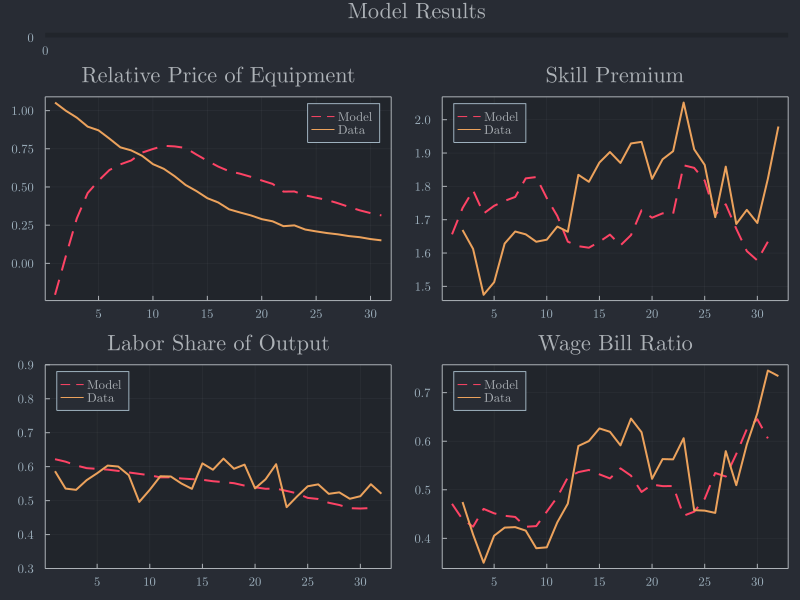 Model Results
0
0
Relative Price of Equipment
1.00
0.75
0.50
0.25
0.00
Model
Data
5 10 15 20 25 30
Skill Premium
2.0
1.9
1.8
1.7
1.6
1.5
Model
Data
5 10 15 20 25 30
Labor Share of Output
0.9
0.8
0.7
0.6
0.5
0.4
0.3
Model
Data
5 10 15 20 25 30
Wage Bill Ratio
0.7
0.6
0.5
0.4
Model
Data
5 10 15 20 25 30